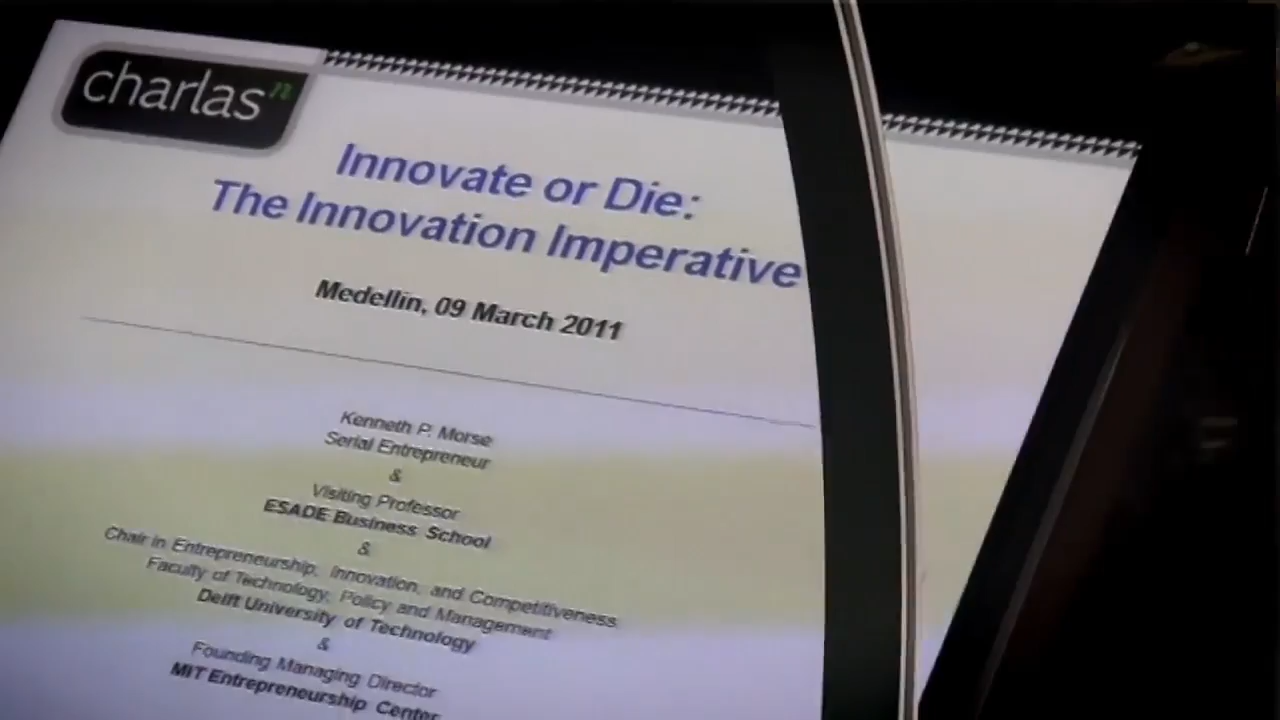 charlas n
Innovate or Die:
The Innovation Imperative
Medellin, 09 March 2011
Kenneth P. Morse
Serial Entrepreneur
&
Visiting Professor
ESADE Business School
&
Chair in Entrepreneurship, Innovation, and Competitiveness
Faculty of Technology, Policy and Management
Delft University of Technology
&
Founding Managing Director
MIT Entrepreneurship Center